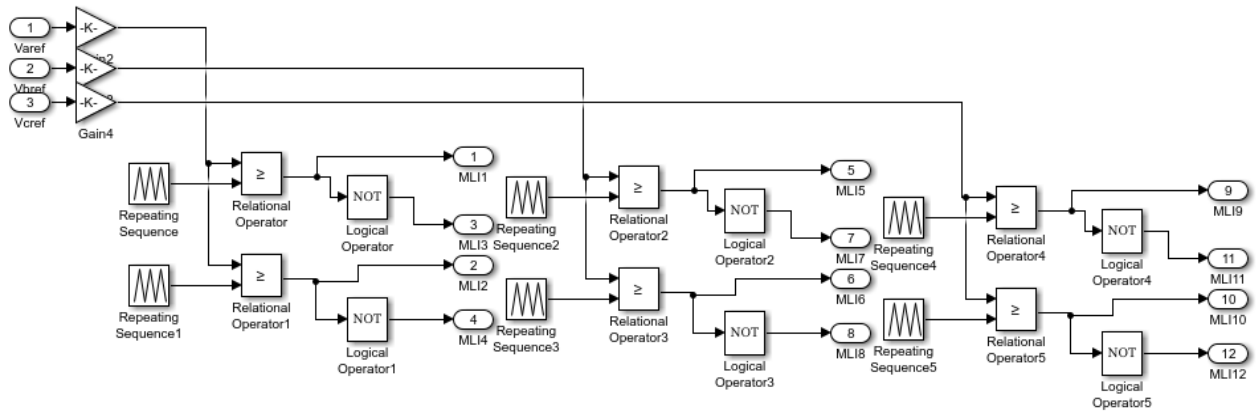 1
-K-
Varef
2
-K-
Vbref
3
-K-
Vcref
Gain4
≥
1
MLI1
NOT
Repeating
Sequence
Relational
Operator
Logical
Operator
3
MLI3
≥
2
MLI2
Repeating
Sequence1
Relational
Operator1
NOT
Logical
Operator1
4
MLI4
≥
5
MLI5
NOT
Repeating
Sequence2
Relational
Operator2
Logical
Operator2
7
MLI7
≥
6
MLI6
Repeating
Sequence3
Relational
Operator3
NOT
Logical
Operator3
8
MLI8
≥
9
MLI9
NOT
Repeating
Sequence4
Relational
Operator4
Logical
Operator4
11
MLI11
≥
10
MLI10
Repeating
Sequence5
Relational
Operator5
NOT
Logical
Operator5
12
MLI12